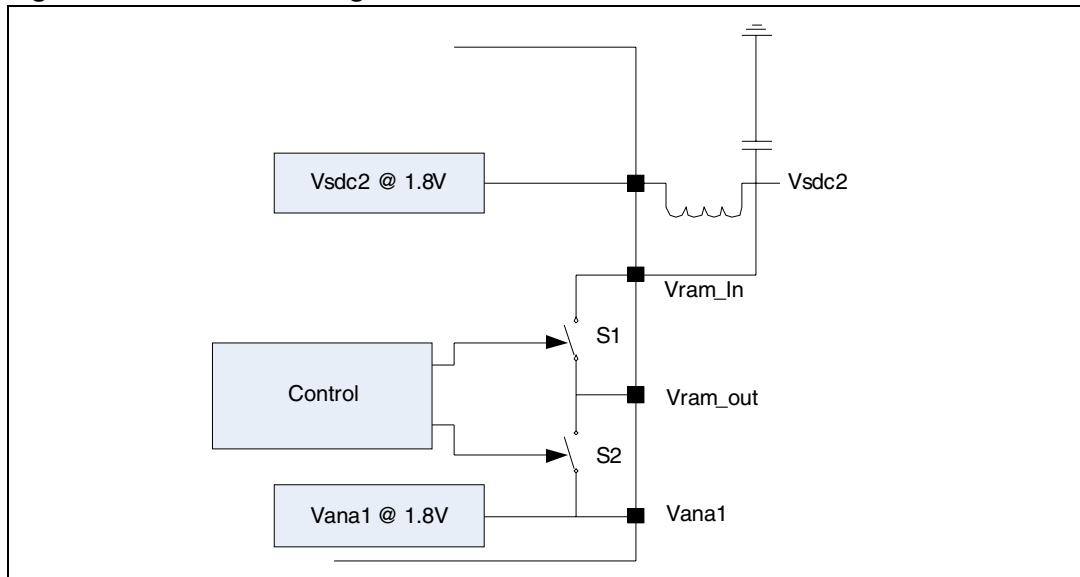 Vsdc2 @ 1.8V
Vsdc2
Vram_In
S1
Control
Vram_out
S2
Vana1 @ 1.8V
Vana1